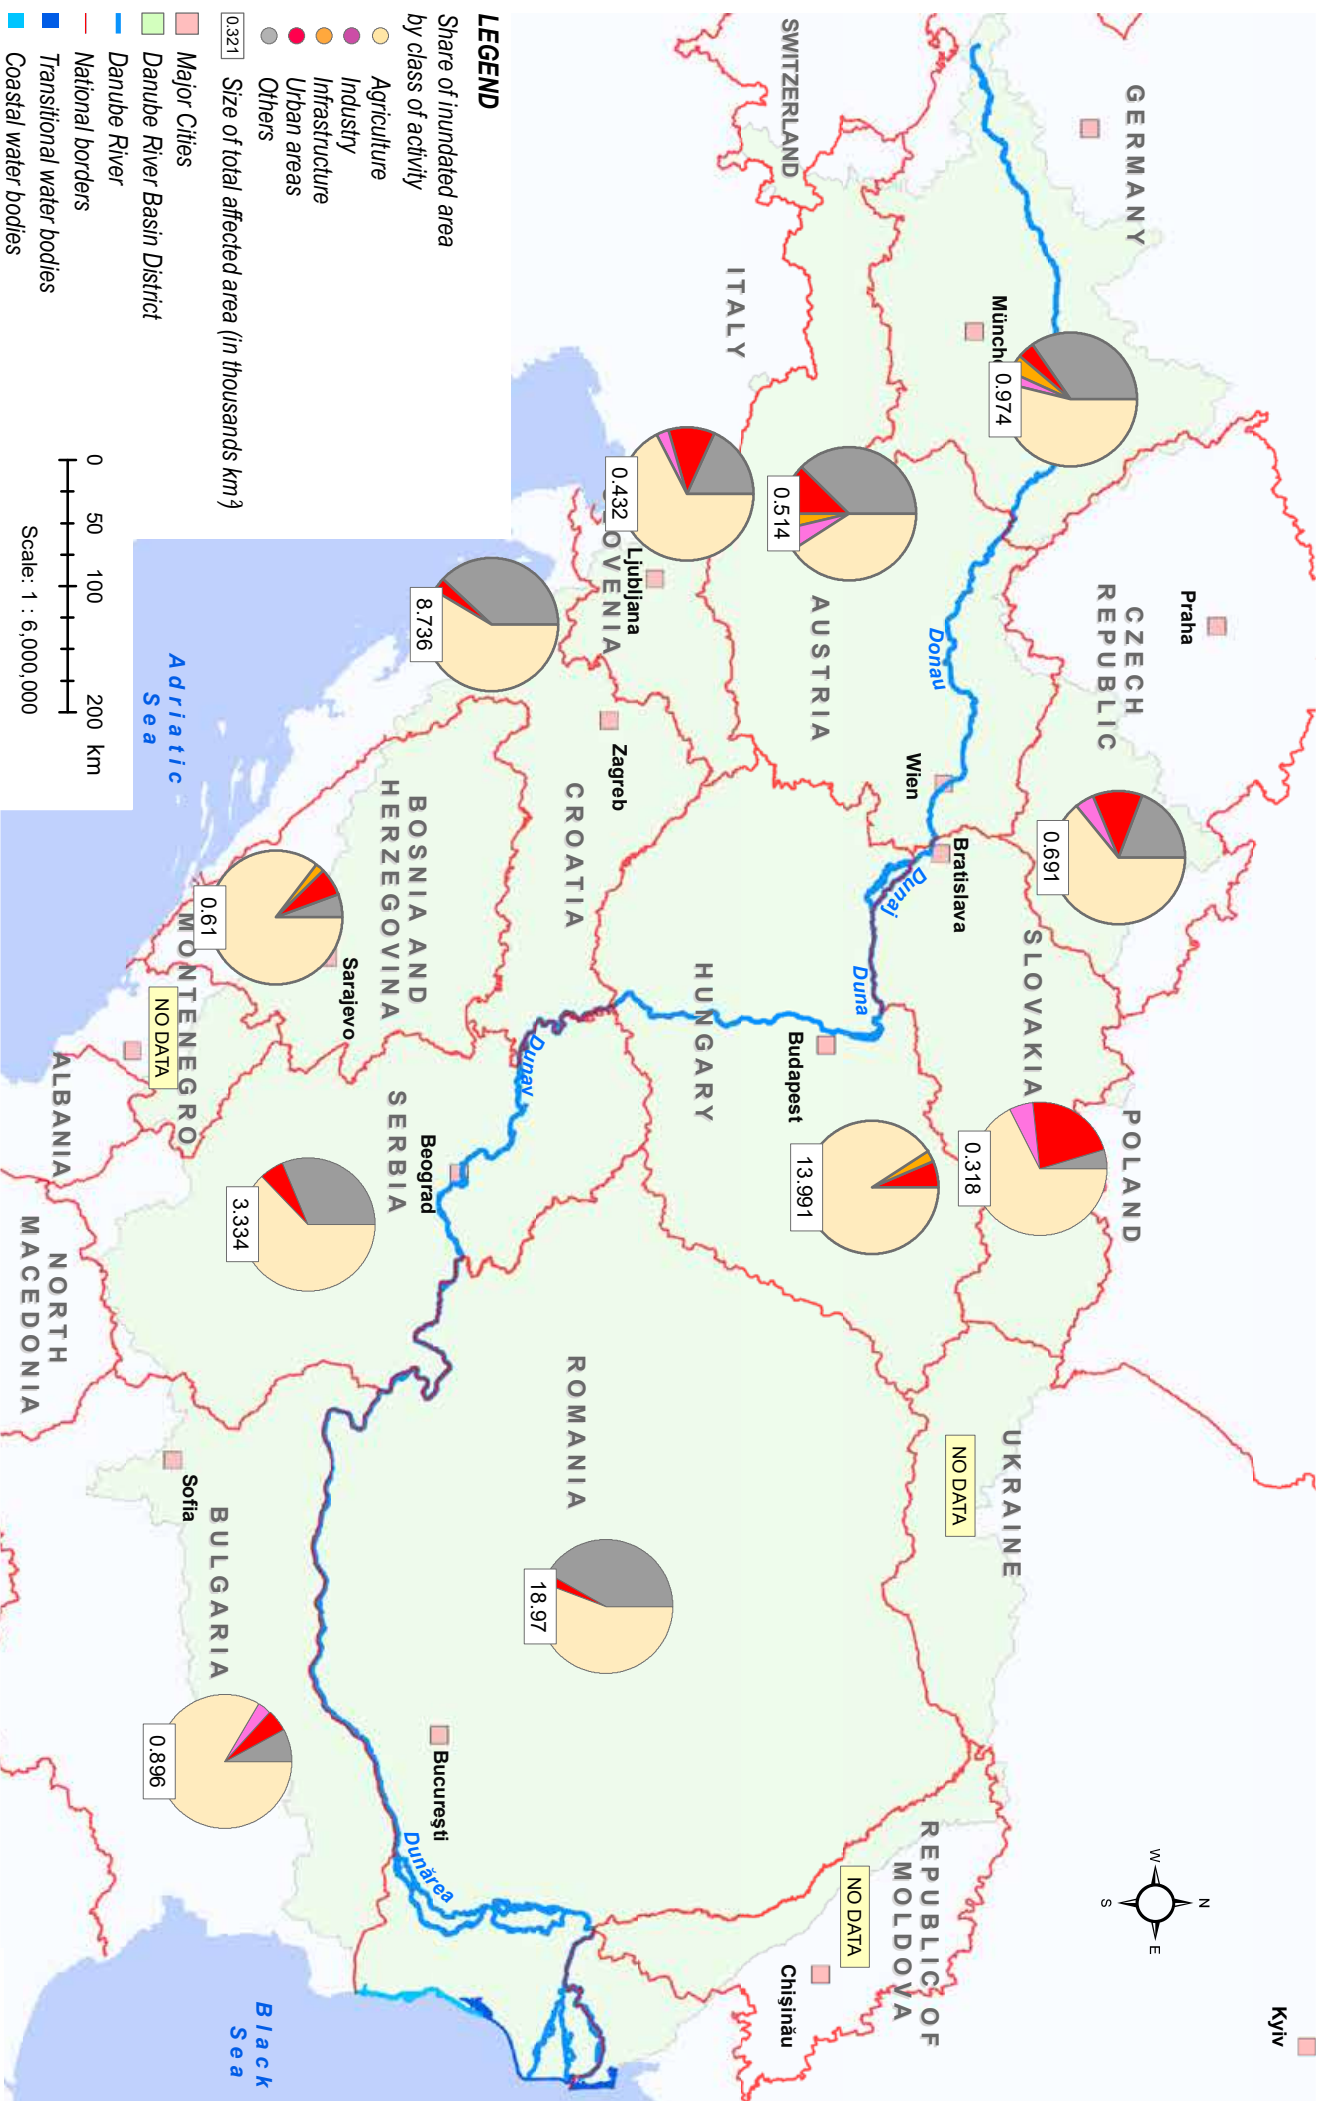 GERMANY
SWITZERLAND
ITALY
Münch
0.974
Praha
CZECH
REPUBLIC
Donau
AUSTRIA
0.514
0.432
OVENIA
Ljubljana
8.736
Zagreb
CROATIA
Wien
Bratislava
Dunaj
0.691
SLOVAKIA
POLAND
0.318
Duna
Budapest
HUNGARY
13.991
BOSNIA AND
HERZEGOVINA
Sarajevo
0.61
MONTENEGRO
NO DATA
ALBANIA
NORTH
MACEDONIA
Dunav
SERBIA
Beograd
3.334
ROMANIA
18.97
UKRAINE
NO DATA
Sofia
BULGARIA
0.896
Bucureşti
Dunărea
REPUBLIC OF
MOLDOVA
NO DATA
Chişinău
Kyiv
N
W
E
S
Adriatic
Sea
Black
Sea
LEGEND
Share of inundated area
by class of activity
Agriculture
Industry
Infrastructure
Urban areas
Others
0.321 Size of total affected area (in thousands km²)
Major Cities
Danube River Basin District
Danube River
National borders
Transitional water bodies
Coastal water bodies
0 50 100 200 km
Scale: 1 : 6,000,000